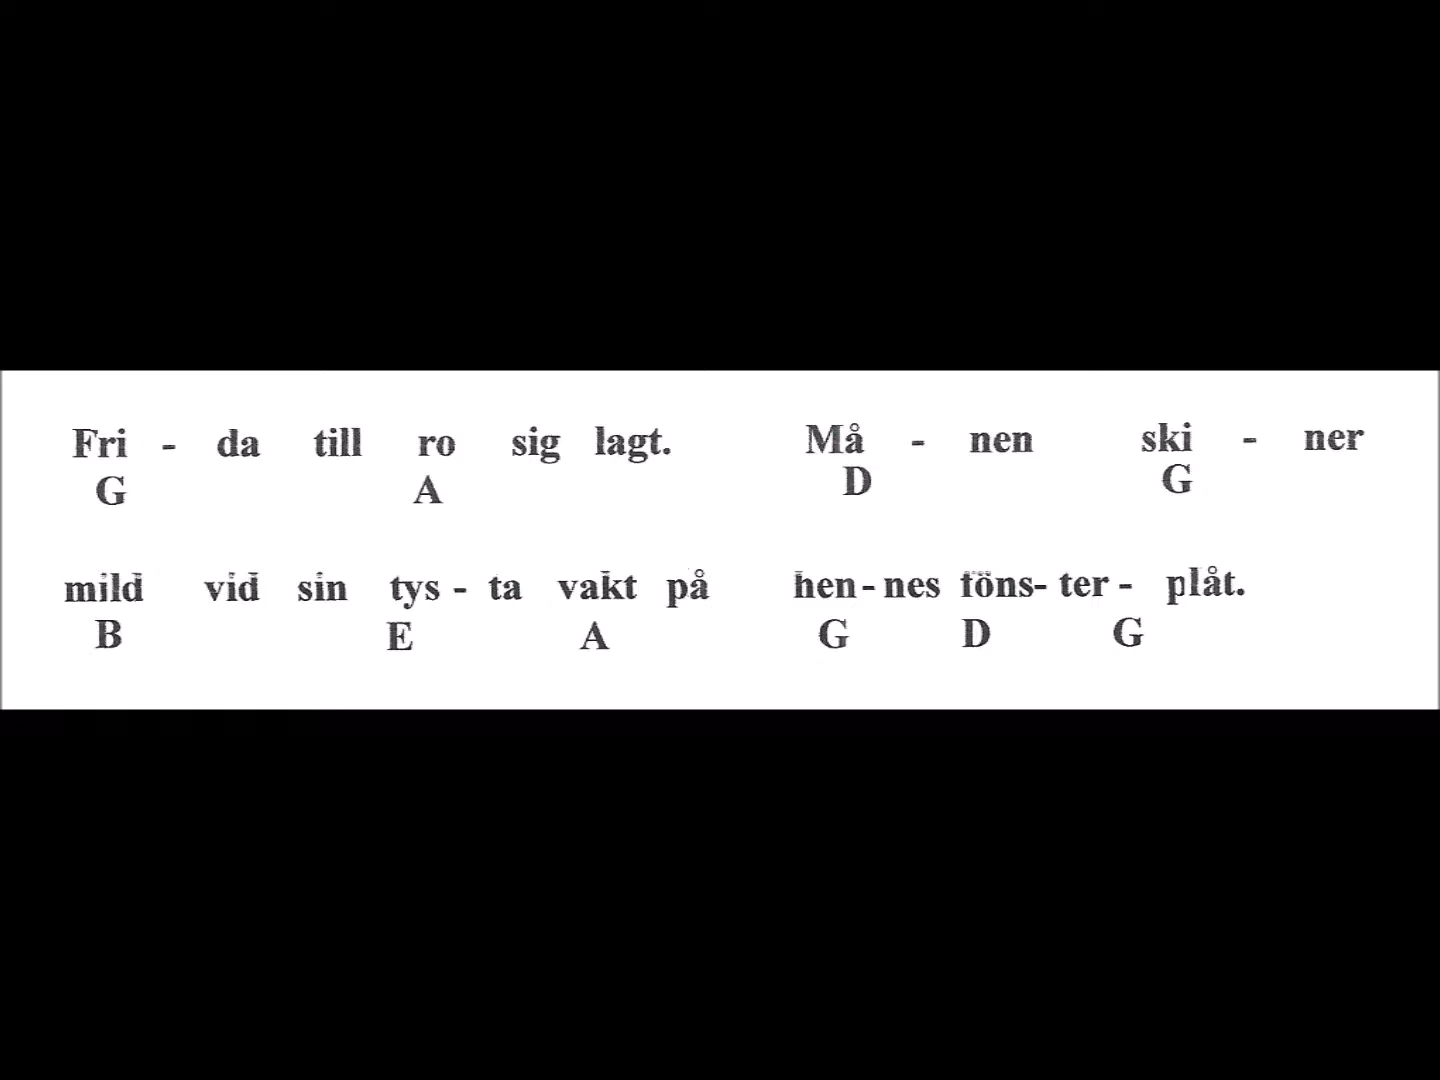 Fri - da till ro sig lagt. Må - nen ski - ner
G A D G
mild vid sin tys - ta vakt på hen - nes föns- ter - plåt.
B E A G D G